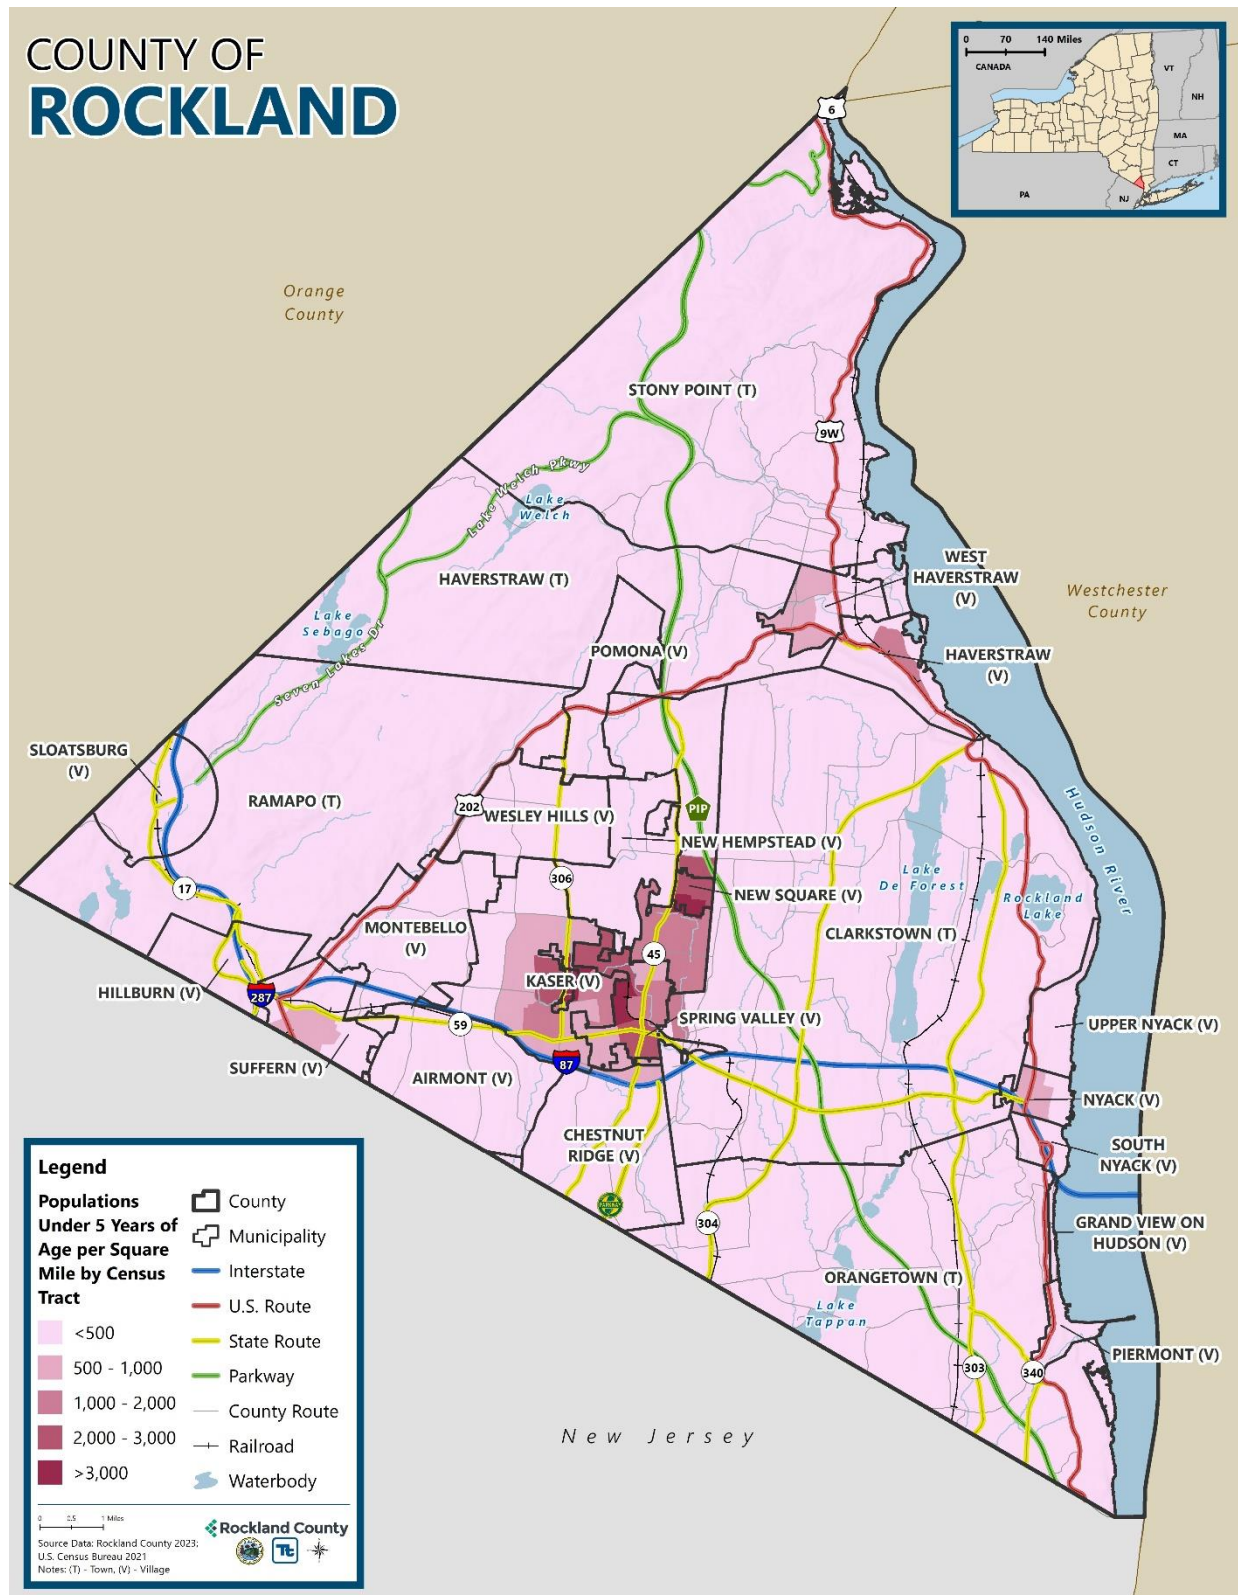 COUNTY OF
ROCKLAND
0 70 140 Miles
CANADA
VT
NH
MA
CT
PA
NJ
6
Orange
County
STONY POINT (T)
9W
Lake Welch Pkwy
Lake
Welch
WEST
HAVERSTRAW
(V)
HAVERSTRAW (T)
Westchester
County
Lake
Sebago
Seven Lakes Dr
POMONA (V)
HAVERSTRAW
(V)
SLOATSBURG
(V)
RAMAPO (T)
202
WESLEY HILLS (V)
PIP
Hudson River
NEW HEMPSTEAD (V)
17
306
NEW SQUARE (V)
Lake
De Forest
Rockland
Lake
MONTEBELLO
(V)
CLARKSTOWN (T)
45
KASER (V)
HILLBURN (V)
287
59
SPRING VALLEY (V)
UPPER NYACK (V)
SUFFERN (V)
87
AIRMONT (V)
NYACK (V)
CHESTNUT
RIDGE (V)
SOUTH
NYACK (V)
304
GRAND VIEW ON
HUDSON (V)
ORANGETOWN (T)
Lake
Tappan
PIERMONT (V)
303
340
New Jersey
Legend
Populations
Under 5 Years of
Age per Square
Mile by Census
Tract
<500
500 - 1,000
1,000 - 2,000
2,000 - 3,000
>3,000
County
Municipality
Interstate
U.S. Route
State Route
Parkway
County Route
Railroad
Waterbody
0 0.5 1 Miles
Source Data: Rockland County 2023;
U.S. Census Bureau 2021
Notes: (T) - Town, (V) - Village
Rockland County
Tt